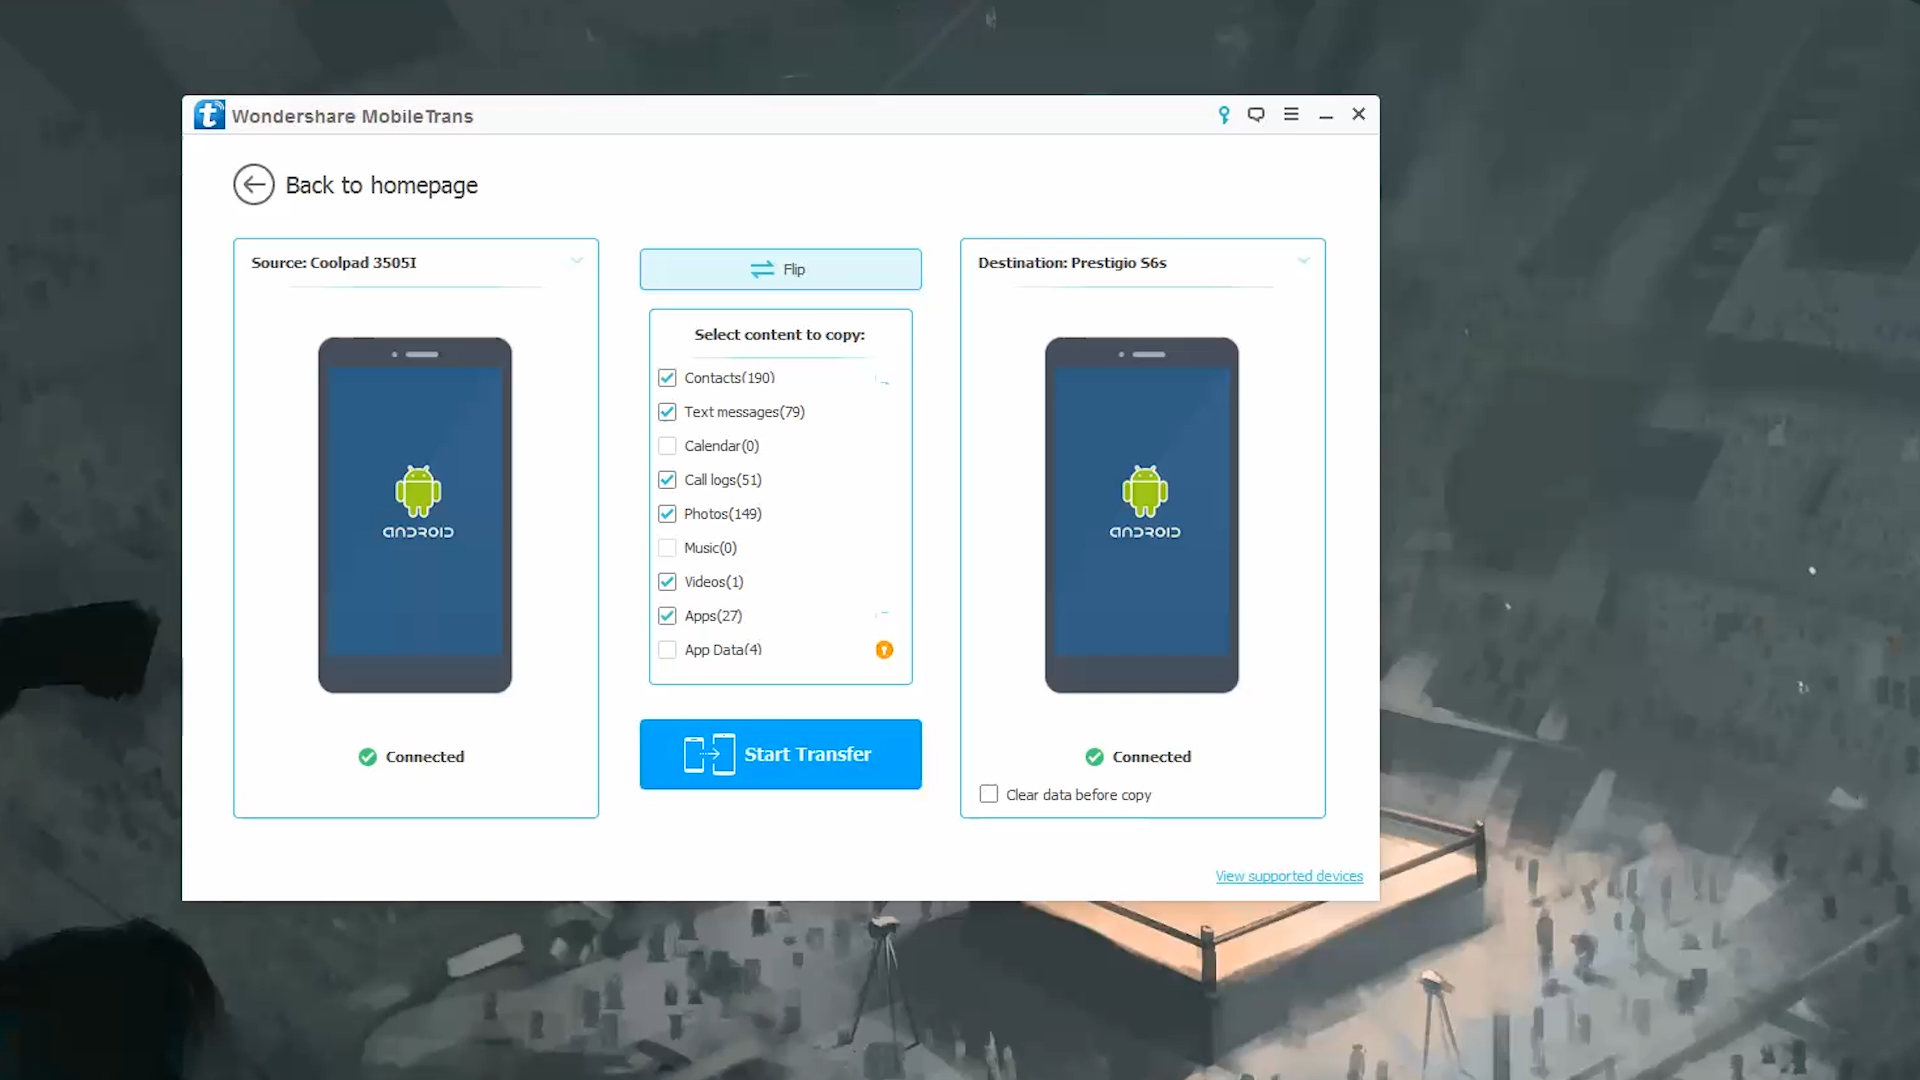 Wondershare MobileTrans
Back to homepage
Source: Coolpad 3505I
Flip
Destination: Prestigio S6s
Select content to copy:
Contacts(190)
Text messages(79)
Calendar(0)
Call logs(51)
Photos(149)
Music(0)
Videos(1)
Apps(27)
App Data(4)
ANDROID
ANDROID
Start Transfer
Connected
Connected
Clear data before copy
View supported devices